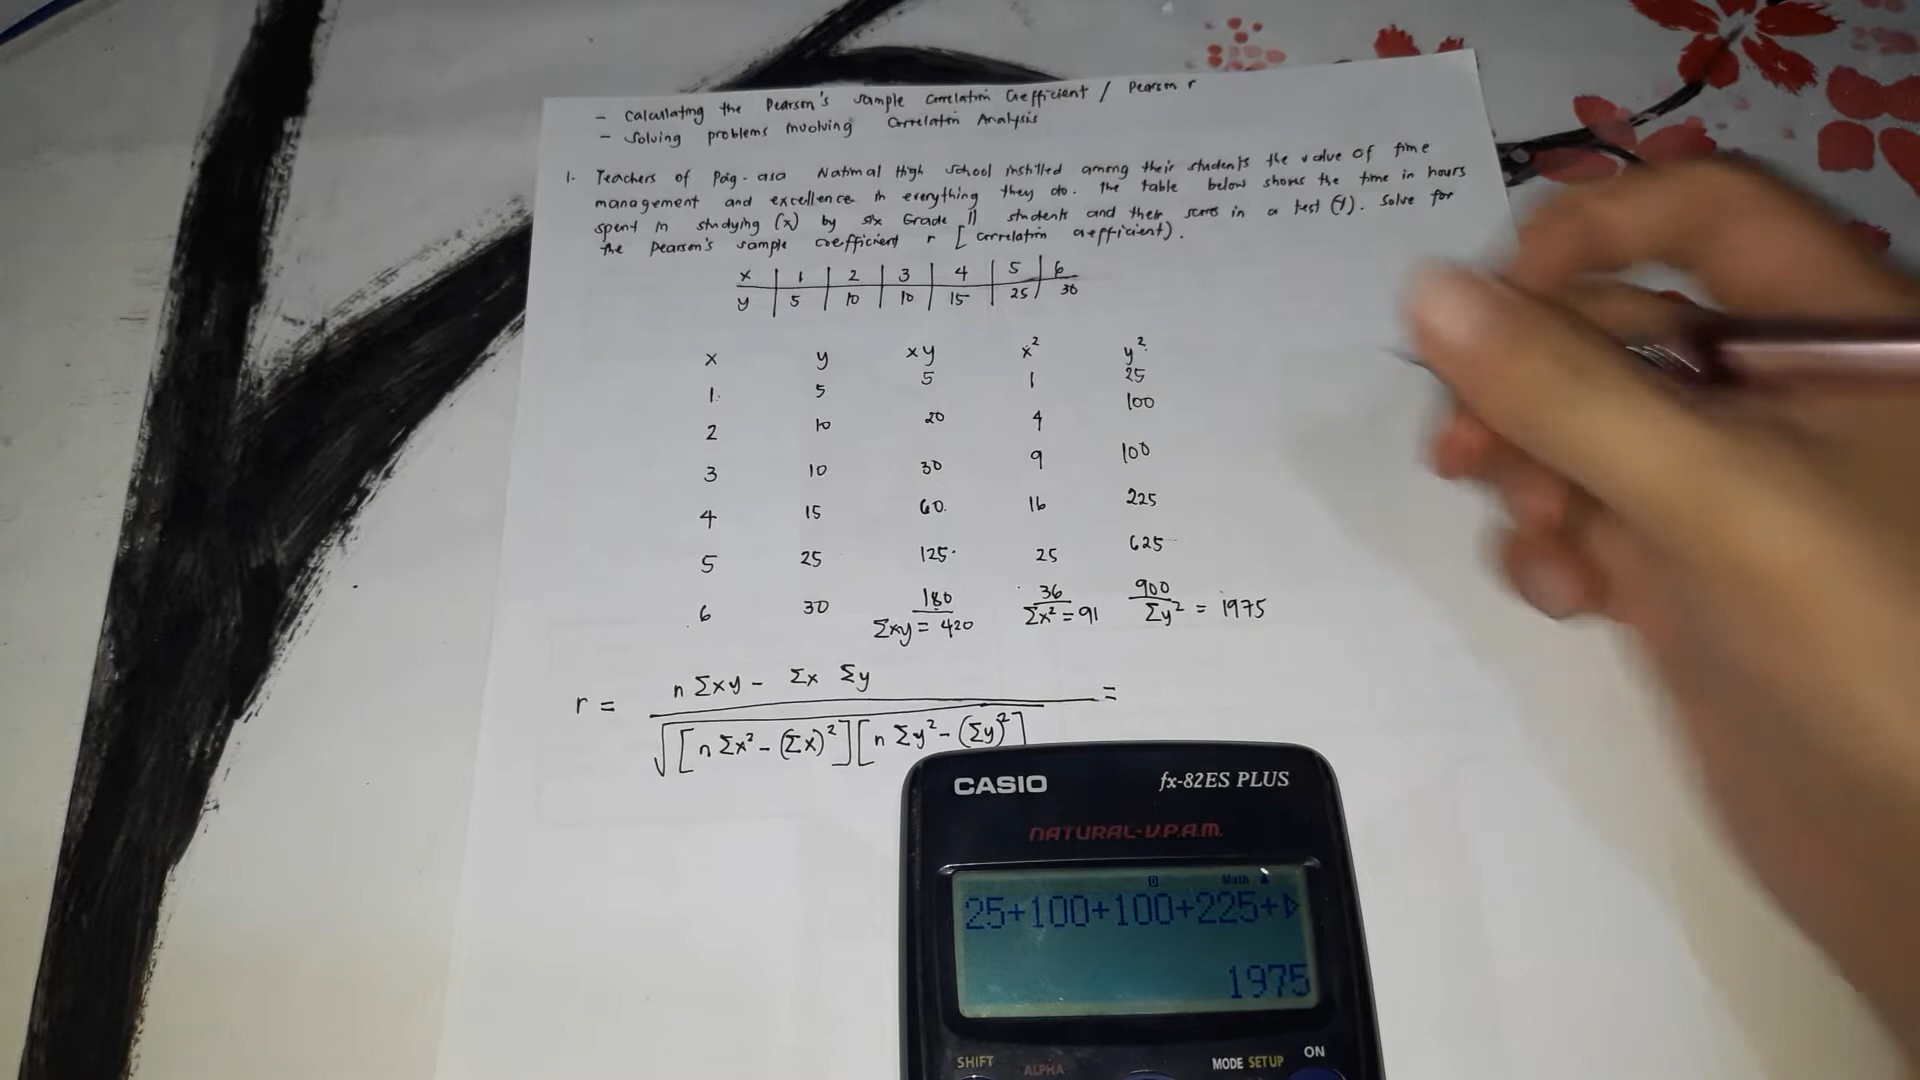 - Calculating the Pearson's sample Correlation Coefficient / Pearson r
- Solving problems involving Correlation Analysis
1. Teachers of Pag-asa National High School instilled among their students the value of time
management and excellence in everything they do. The table below shows the time in hours
spent in studying (x) by six Grade 11 students and their scores in a test (Y). Solve for
the Pearson's sample coefficient r [correlation coefficient).
x | 1 | 2 | 3 | 4 | 5 | 6
y | 5 | 10 | 10 | 15 | 25 | 30
x y xy x² y²
1. 5 5 1 25
2 10 20 4 100
3 10 30 9 100
4 15 60. 16 225
5 25 125. 25 625
6 30 180 36 900
Σxy = 420 Σx² = 91 Σy² = 1975
r = n Σxy - Σx Σy =
√[n Σx² - (Σx)²][n Σy² - (Σy)²]
CASIO fx-82ES PLUS
NATURAL-V.P.A.M.
D Math ▲
25+100+100+225+▷
1975
SHIFT ALPHA MODE SETUP ON